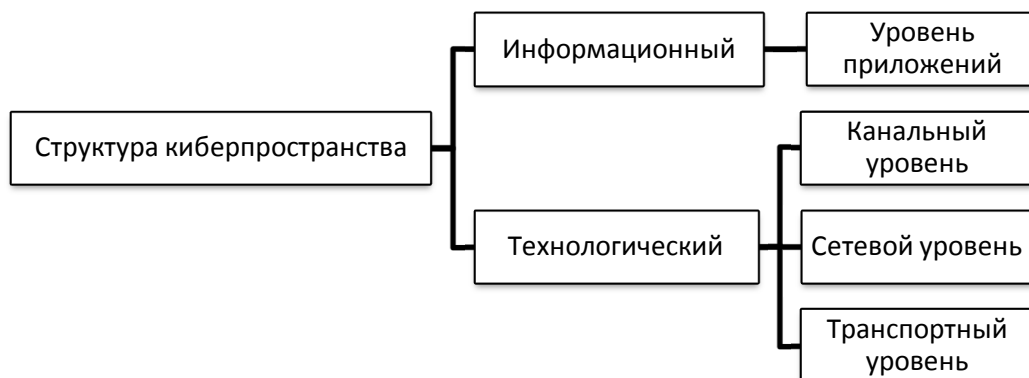 Структура киберпространства
Информационный
Уровень
приложений
Технологический
Канальный
уровень
Сетевой уровень
Транспортный
уровень